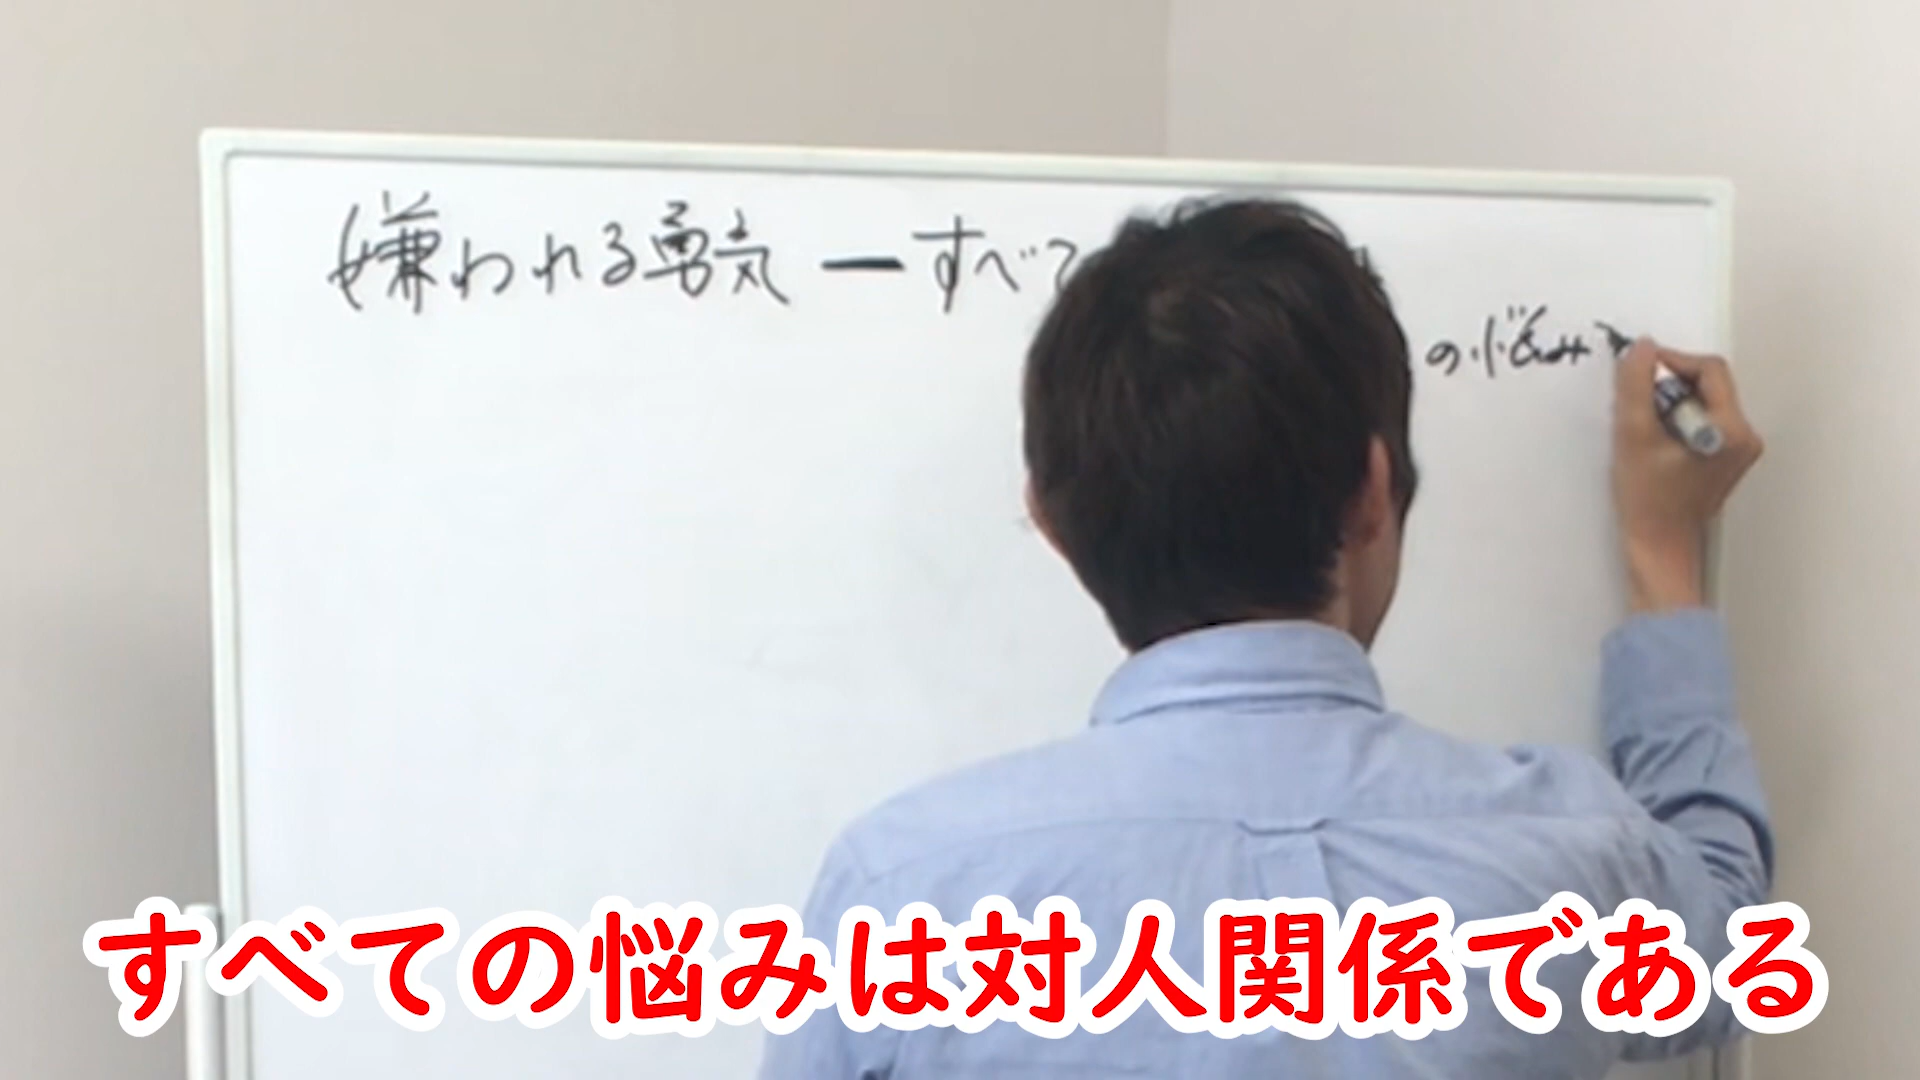 嫌われる勇気 ー すべて
の悩み
すべての悩みは対人関係である